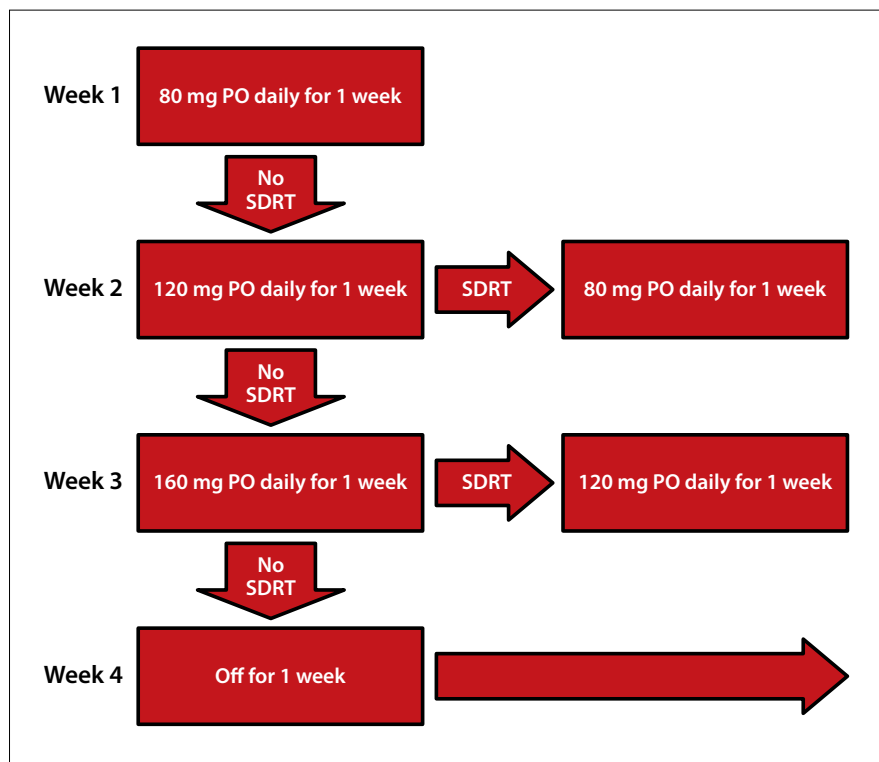 Week 1
80 mg PO daily for 1 week
No
SDRT
Week 2
120 mg PO daily for 1 week
SDRT
80 mg PO daily for 1 week
No
SDRT
Week 3
160 mg PO daily for 1 week
SDRT
120 mg PO daily for 1 week
No
SDRT
Week 4
Off for 1 week